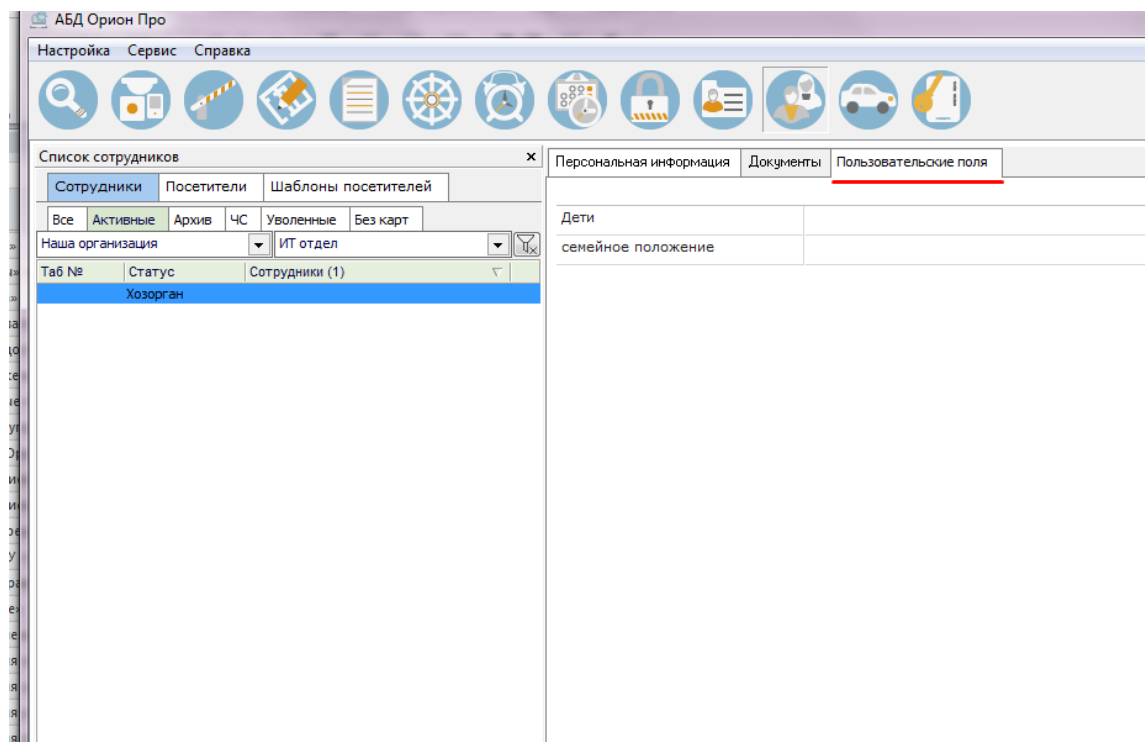 АБД Орион Про
Настройка Сервис Справка
Список сотрудников x
Сотрудники Посетители Шаблоны посетителей
Все Активные Архив ЧС Уволенные Без карт
Наша организация ИТ отдел
Таб № Статус Сотрудники (1)
Хозорган
Персональная информация Документы Пользовательские поля
Дети
семейное положение